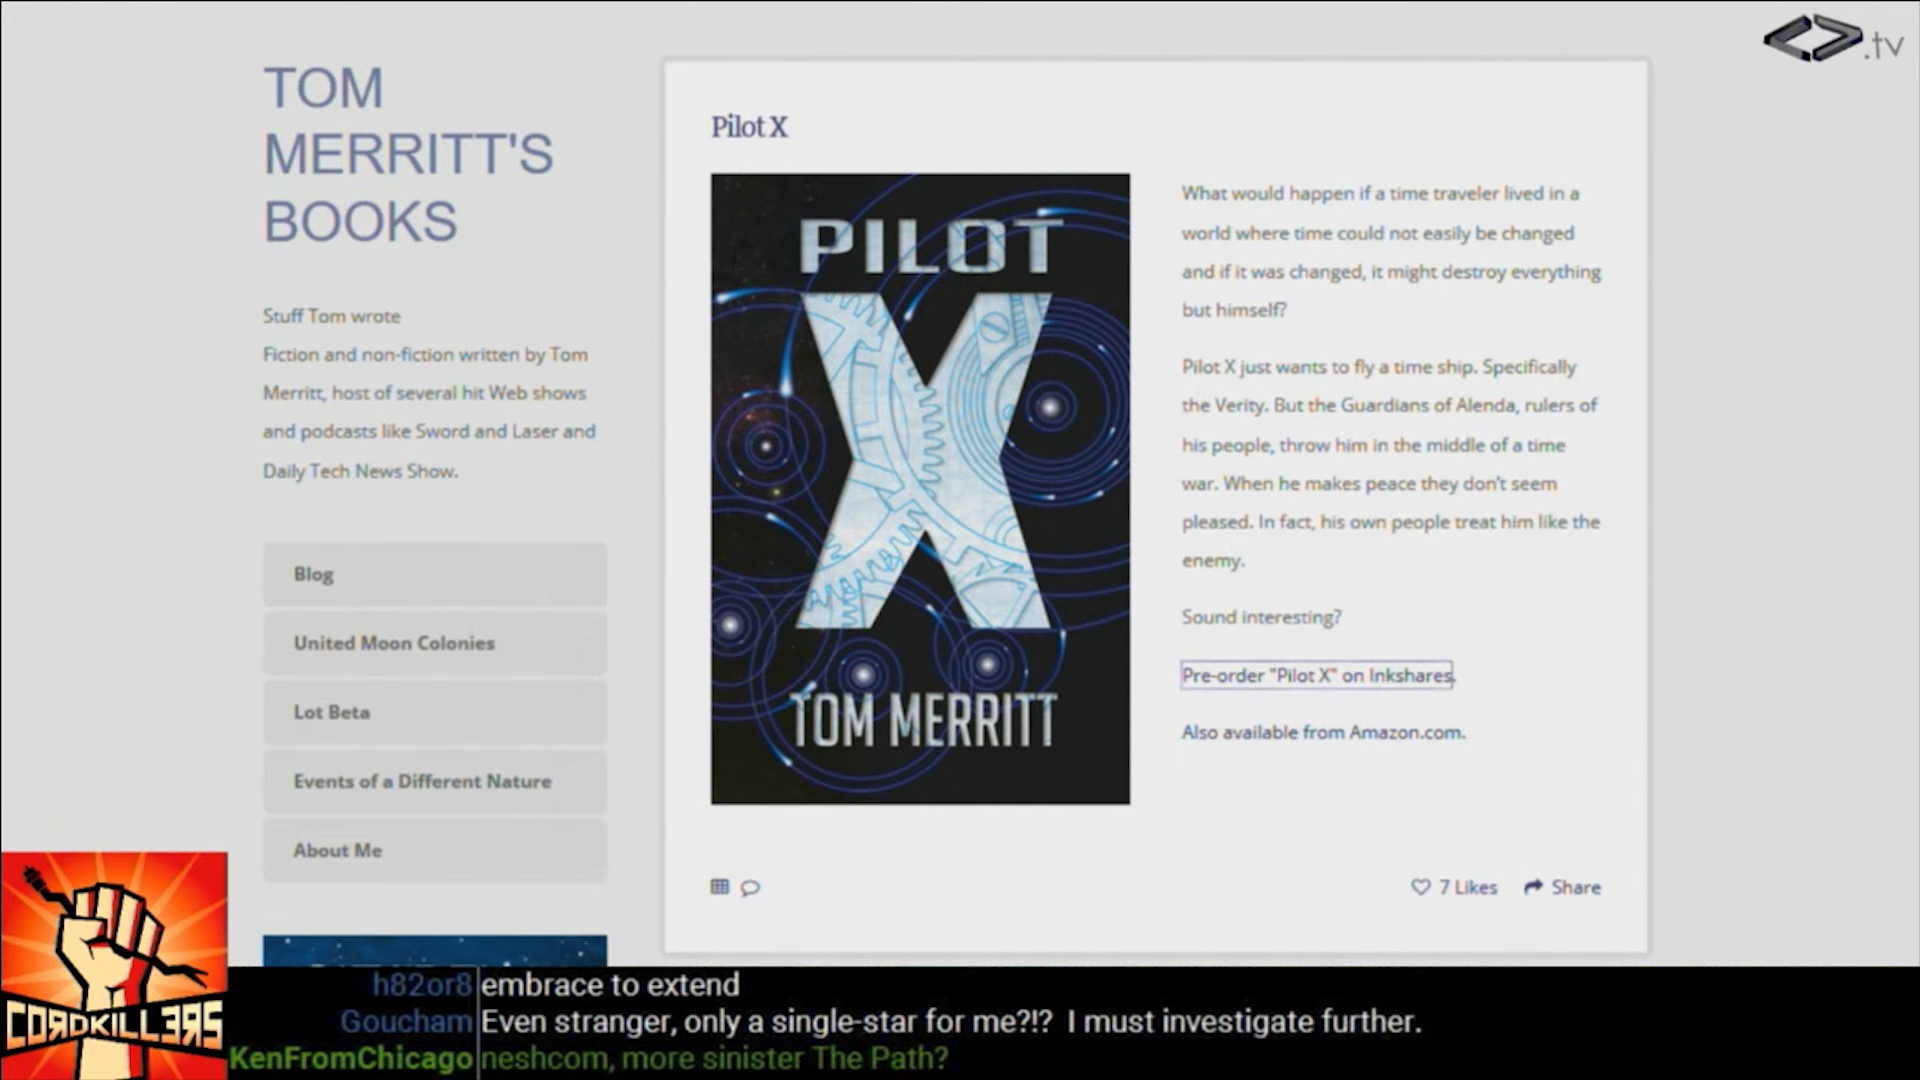 .tv
TOM
MERRITT'S
BOOKS
Stuff Tom wrote
Fiction and non-fiction written by Tom
Merritt, host of several hit Web shows
and podcasts like Sword and Laser and
Daily Tech News Show.
Blog
United Moon Colonies
Lot Beta
Events of a Different Nature
About Me
Pilot X
PILOT
X
TOM MERRITT
What would happen if a time traveler lived in a
world where time could not easily be changed
and if it was changed, it might destroy everything
but himself?
Pilot X just wants to fly a time ship. Specifically
the Verity. But the Guardians of Alenda, rulers of
his people, throw him in the middle of a time
war. When he makes peace they don't seem
pleased. In fact, his own people treat him like the
enemy.
Sound interesting?
Pre-order "Pilot X" on Inkshares.
Also available from Amazon.com.
7 Likes
Share
CORDKILLERS
h82or8 embrace to extend
Goucham Even stranger, only a single-star for me?!? I must investigate further.
KenFromChicago neshcom, more sinister The Path?